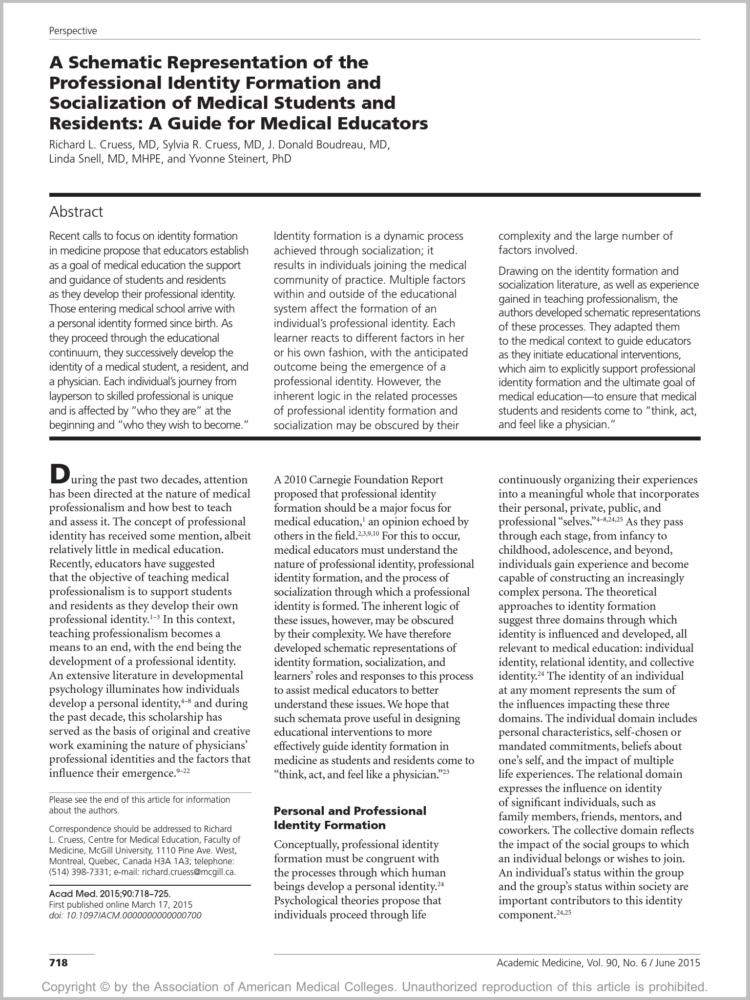 Perspective
A Schematic Representation of the
Professional Identity Formation and
Socialization of Medical Students and
Residents: A Guide for Medical Educators
Richard L. Cruess, MD, Sylvia R. Cruess, MD, J. Donald Boudreau, MD,
Linda Snell, MD, MHPE, and Yvonne Steinert, PhD
Abstract
Recent calls to focus on identity formation
in medicine propose that educators establish
as a goal of medical education the support
and guidance of students and residents
as they develop their professional identity.
Those entering medical school arrive with
a personal identity formed since birth. As
they proceed through the educational
continuum, they successively develop the
identity of a medical student, a resident, and
a physician. Each individual’s journey from
layperson to skilled professional is unique
and is affected by “who they are” at the
beginning and “who they wish to become.”
Identity formation is a dynamic process
achieved through socialization; it
results in individuals joining the medical
community of practice. Multiple factors
within and outside of the educational
system affect the formation of an
individual’s professional identity. Each
learner reacts to different factors in her
or his own fashion, with the anticipated
outcome being the emergence of a
professional identity. However, the
inherent logic in the related processes
of professional identity formation and
socialization may be obscured by their
complexity and the large number of
factors involved.
Drawing on the identity formation and
socialization literature, as well as experience
gained in teaching professionalism, the
authors developed schematic representations
of these processes. They adapted them
to the medical context to guide educators
as they initiate educational interventions,
which aim to explicitly support professional
identity formation and the ultimate goal of
medical education—to ensure that medical
students and residents come to “think, act,
and feel like a physician.”
During the past two decades, attention
has been directed at the nature of medical
professionalism and how best to teach
and assess it. The concept of professional
identity has received some mention, albeit
relatively little in medical education.
Recently, educators have suggested
that the objective of teaching medical
professionalism is to support students
and residents as they develop their own
professional identity.1–3 In this context,
teaching professionalism becomes a
means to an end, with the end being the
development of a professional identity.
An extensive literature in developmental
psychology illuminates how individuals
develop a personal identity,4–8 and during
the past decade, this scholarship has
served as the basis of original and creative
work examining the nature of physicians’
professional identities and the factors that
influence their emergence.9–22
Please see the end of this article for information
about the authors.
Correspondence should be addressed to Richard
L. Cruess, Centre for Medical Education, Faculty of
Medicine, McGill University, 1110 Pine Ave. West,
Montreal, Quebec, Canada H3A 1A3; telephone:
(514) 398-7331; e-mail: richard.cruess@mcgill.ca.
Acad Med. 2015;90:718–725.
First published online March 17, 2015
doi: 10.1097/ACM.0000000000000700
A 2010 Carnegie Foundation Report
proposed that professional identity
formation should be a major focus for
medical education,1 an opinion echoed by
others in the field.2,3,9,10 For this to occur,
medical educators must understand the
nature of professional identity, professional
identity formation, and the process of
socialization through which a professional
identity is formed. The inherent logic of
these issues, however, may be obscured
by their complexity. We have therefore
developed schematic representations of
identity formation, socialization, and
learners’ roles and responses to this process
to assist medical educators to better
understand these issues. We hope that
such schemata prove useful in designing
educational interventions to more
effectively guide identity formation in
medicine as students and residents come to
“think, act, and feel like a physician.”23
Personal and Professional
Identity Formation
Conceptually, professional identity
formation must be congruent with
the processes through which human
beings develop a personal identity.24
Psychological theories propose that
individuals proceed through life
continuously organizing their experiences
into a meaningful whole that incorporates
their personal, private, public, and
professional “selves.”4–8,24,25 As they pass
through each stage, from infancy to
childhood, adolescence, and beyond,
individuals gain experience and become
capable of constructing an increasingly
complex persona. The theoretical
approaches to identity formation
suggest three domains through which
identity is influenced and developed, all
relevant to medical education: individual
identity, relational identity, and collective
identity.24 The identity of an individual
at any moment represents the sum of
the influences impacting these three
domains. The individual domain includes
personal characteristics, self-chosen or
mandated commitments, beliefs about
one’s self, and the impact of multiple
life experiences. The relational domain
expresses the influence on identity
of significant individuals, such as
family members, friends, mentors, and
coworkers. The collective domain reflects
the impact of the social groups to which
an individual belongs or wishes to join.
An individual’s status within the group
and the group’s status within society are
important contributors to this identity
component.24,25
718
Academic Medicine, Vol. 90, No. 6 / June 2015
Copyright © by the Association of American Medical Colleges. Unauthorized reproduction of this article is prohibited.